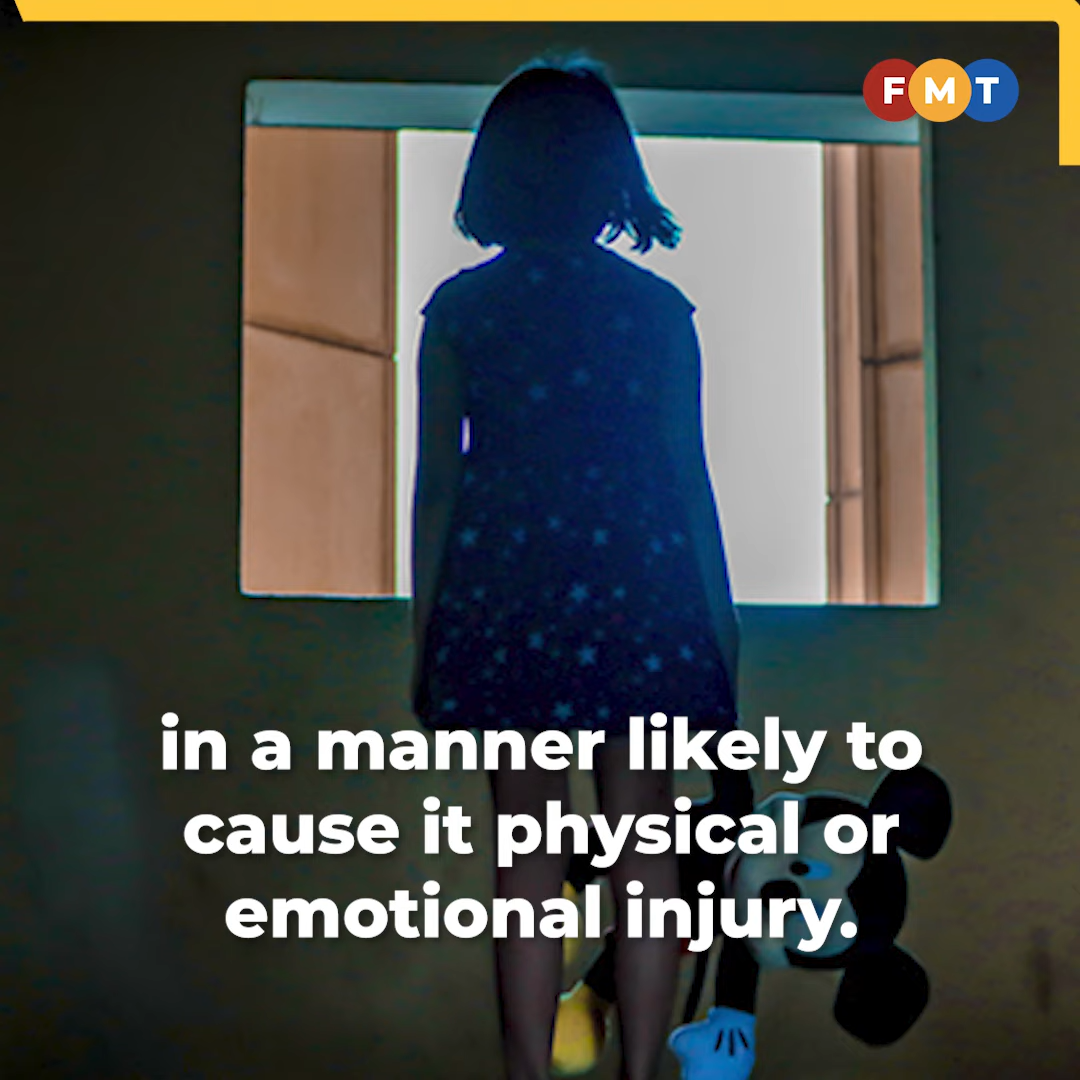 FMT
in a manner likely to
cause it physical or
emotional injury.